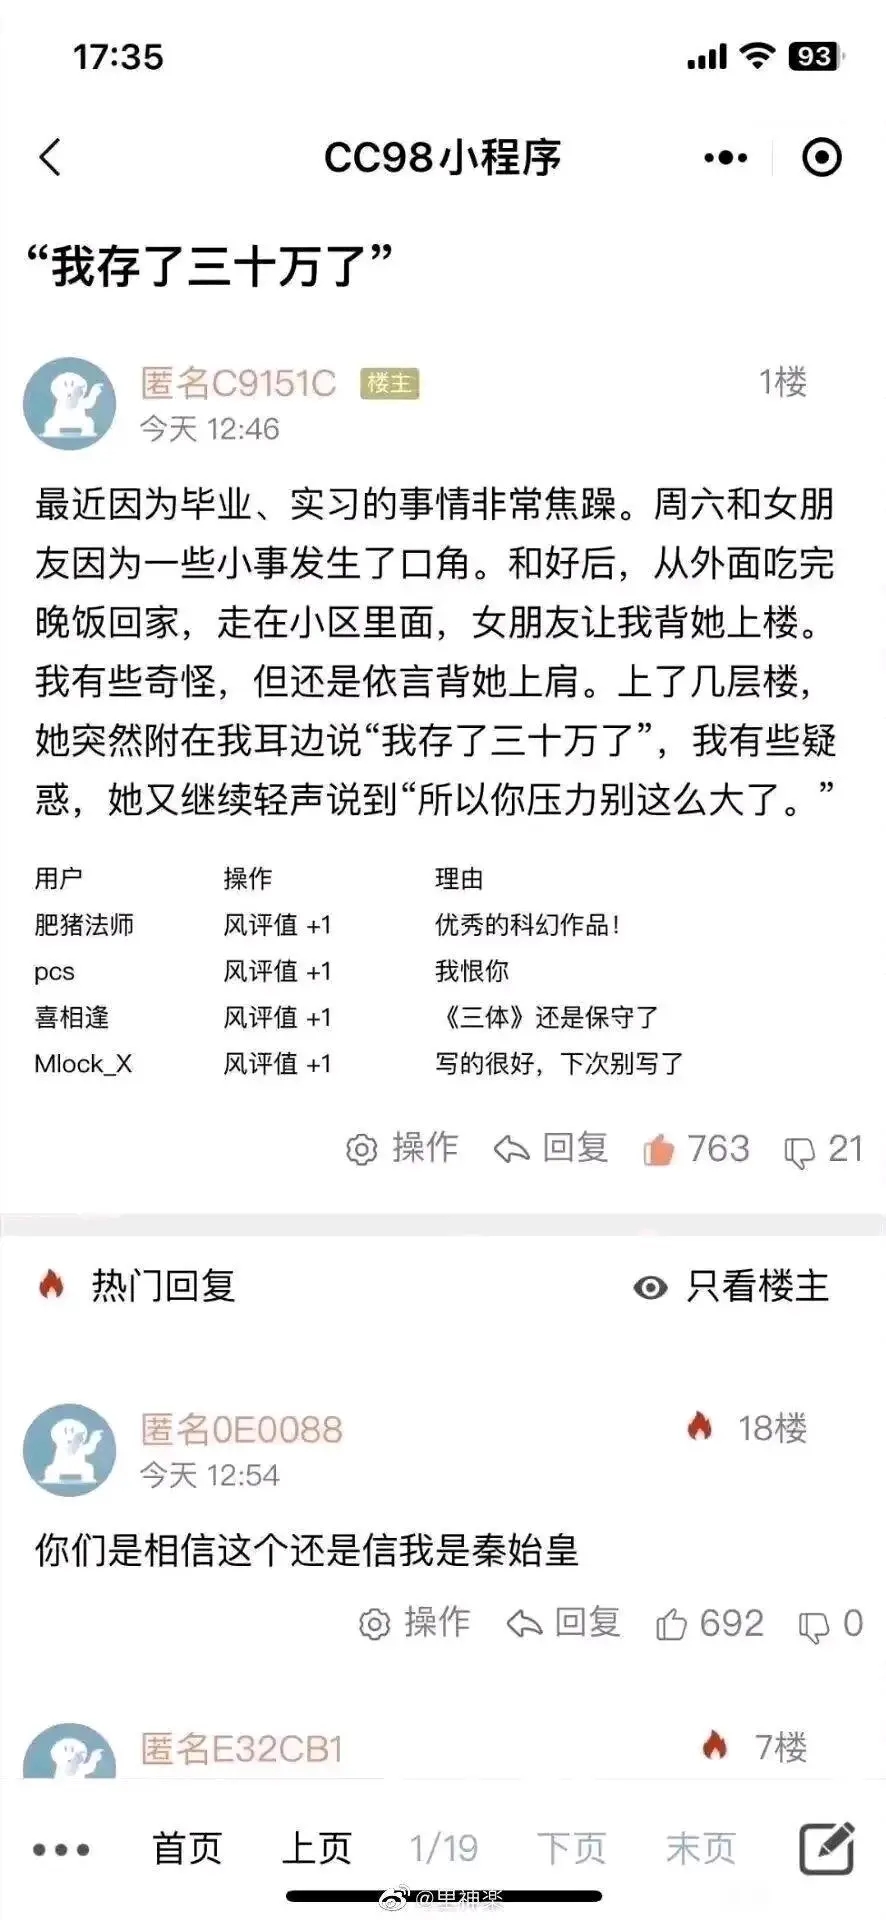 17:35
93
CC98小程序
“我存了三十万了”
匿名C9151C 楼主 1楼
今天 12:46
最近因为毕业、实习的事情非常焦躁。周六和女朋
友因为一些小事发生了口角。和好后，从外面吃完
晚饭回家，走在小区里面，女朋友让我背她上楼。
我有些奇怪，但还是依言背她上肩。上了几层楼，
她突然附在我耳边说“我存了三十万了”，我有些疑
惑，她又继续轻声说到“所以你压力别这么大了。”
用户 操作 理由
肥猪法师 风评值 +1 优秀的科幻作品！
pcs 风评值 +1 我恨你
喜相逢 风评值 +1 《三体》还是保守了
Mlock_X 风评值 +1 写的很好，下次别写了
操作 回复 763 21
热门回复 只看楼主
匿名0E0088 18楼
今天 12:54
你们是相信这个还是信我是秦始皇
操作 回复 692 0
匿名E32CB1 7楼
首页 上页 1/19 下页 末页
@里神楽